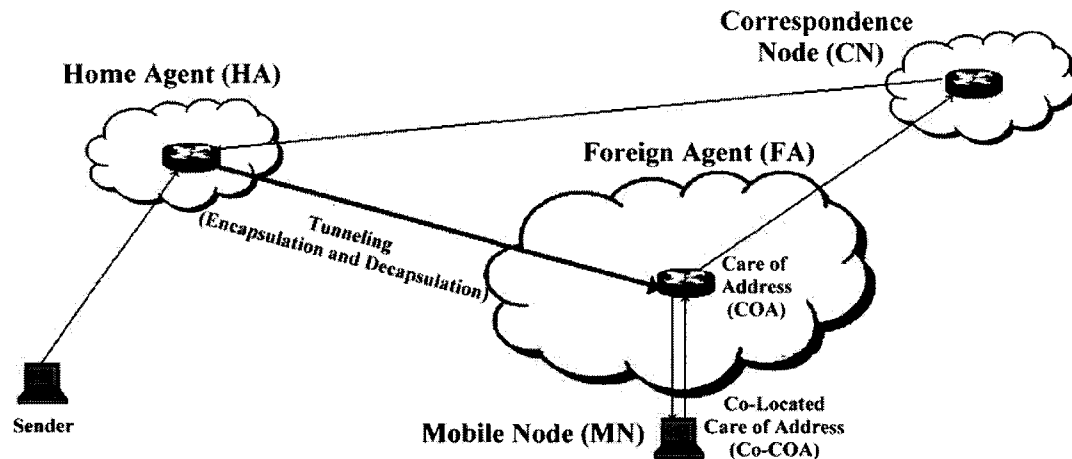 Correspondence
Node (CN)
Home Agent (HA)
Foreign Agent (FA)
Tunneling
(Encapsulation and Decapsulation)
Care of
Address
(COA)
Sender
Mobile Node (MN)
Co-Located
Care of Address
(Co-COA)